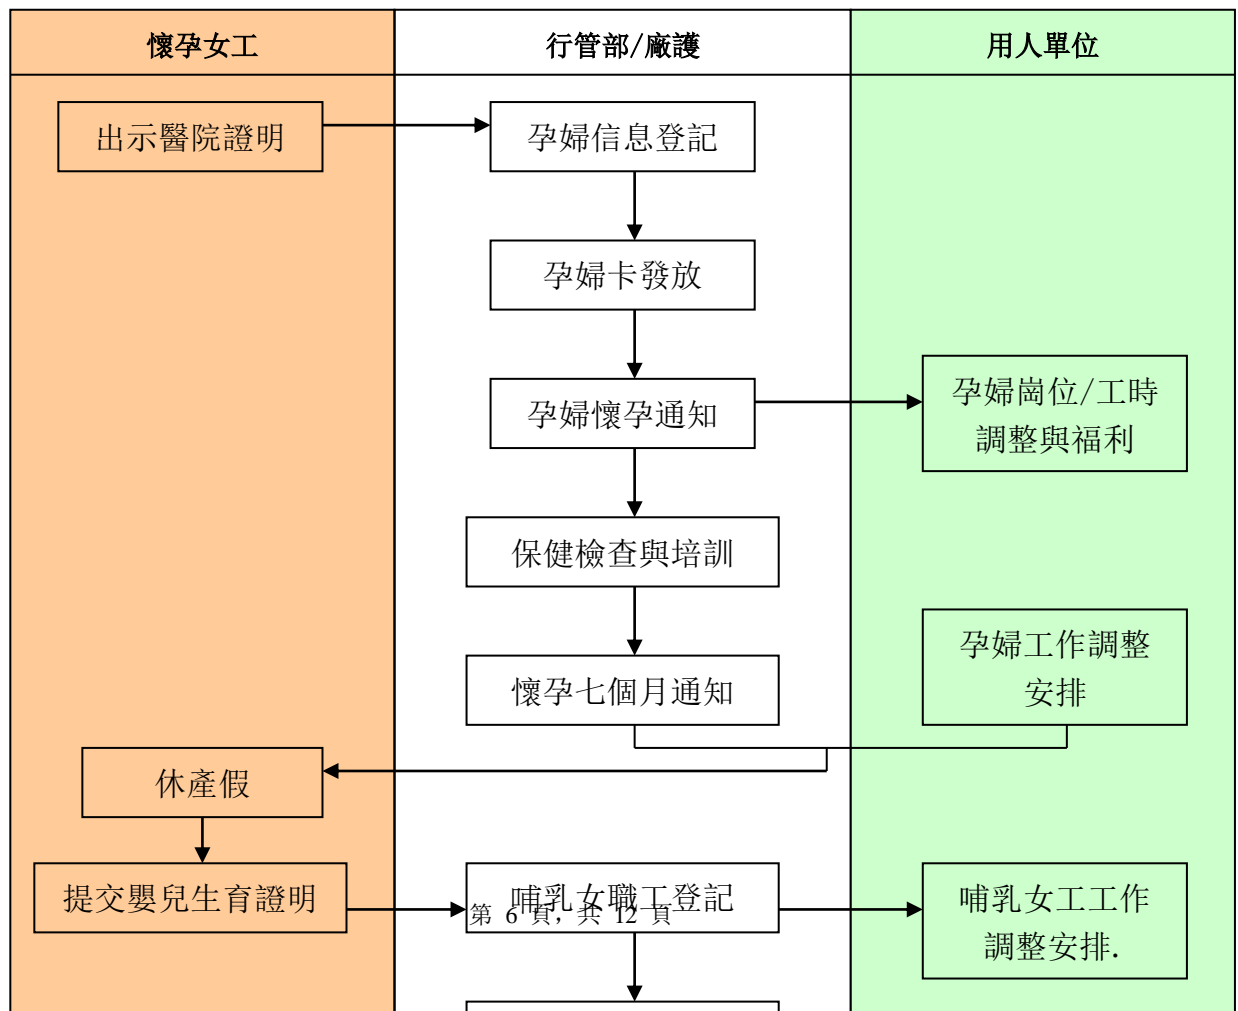 懷孕女工
行管部/廠護
用人單位
出示醫院證明
孕婦信息登記
孕婦卡發放
孕婦懷孕通知
孕婦崗位/工時
調整與福利
保健檢查與培訓
懷孕七個月通知
孕婦工作調整
安排
休產假
提交嬰兒生育證明
哺乳女職工登記
哺乳女工工作
調整安排.
第 6 頁，共 12 頁